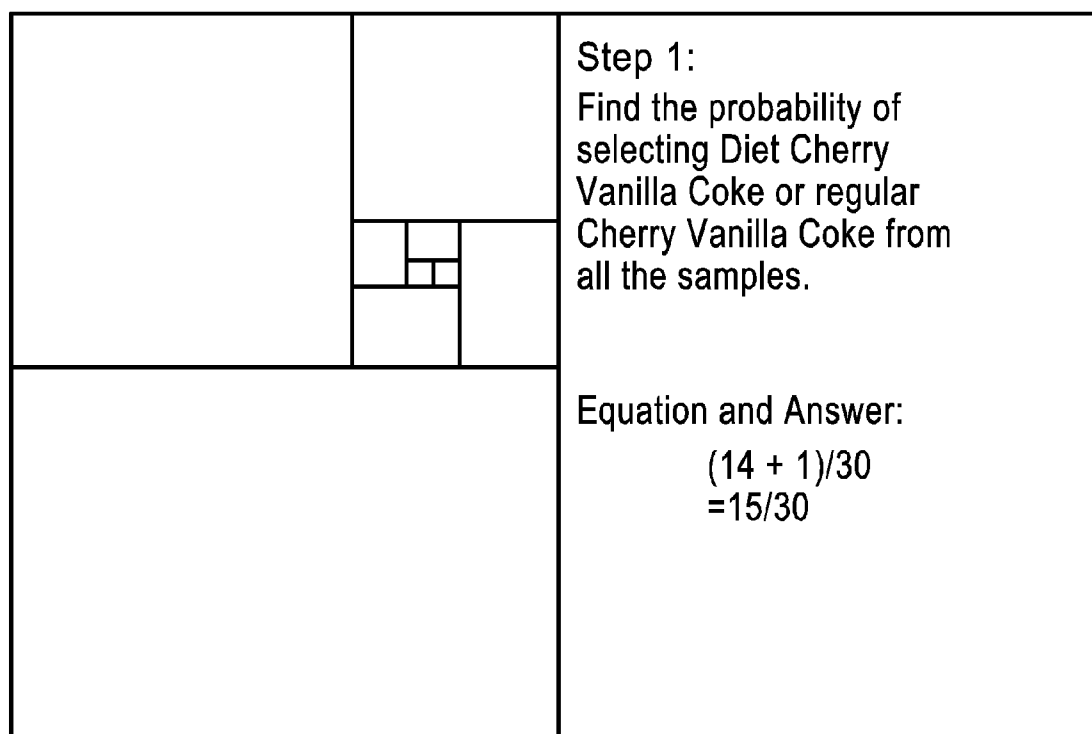 Step 1:
Find the probability of
selecting Diet Cherry
Vanilla Coke or regular
Cherry Vanilla Coke from
all the samples.
Equation and Answer:
(14 + 1)/30
=15/30